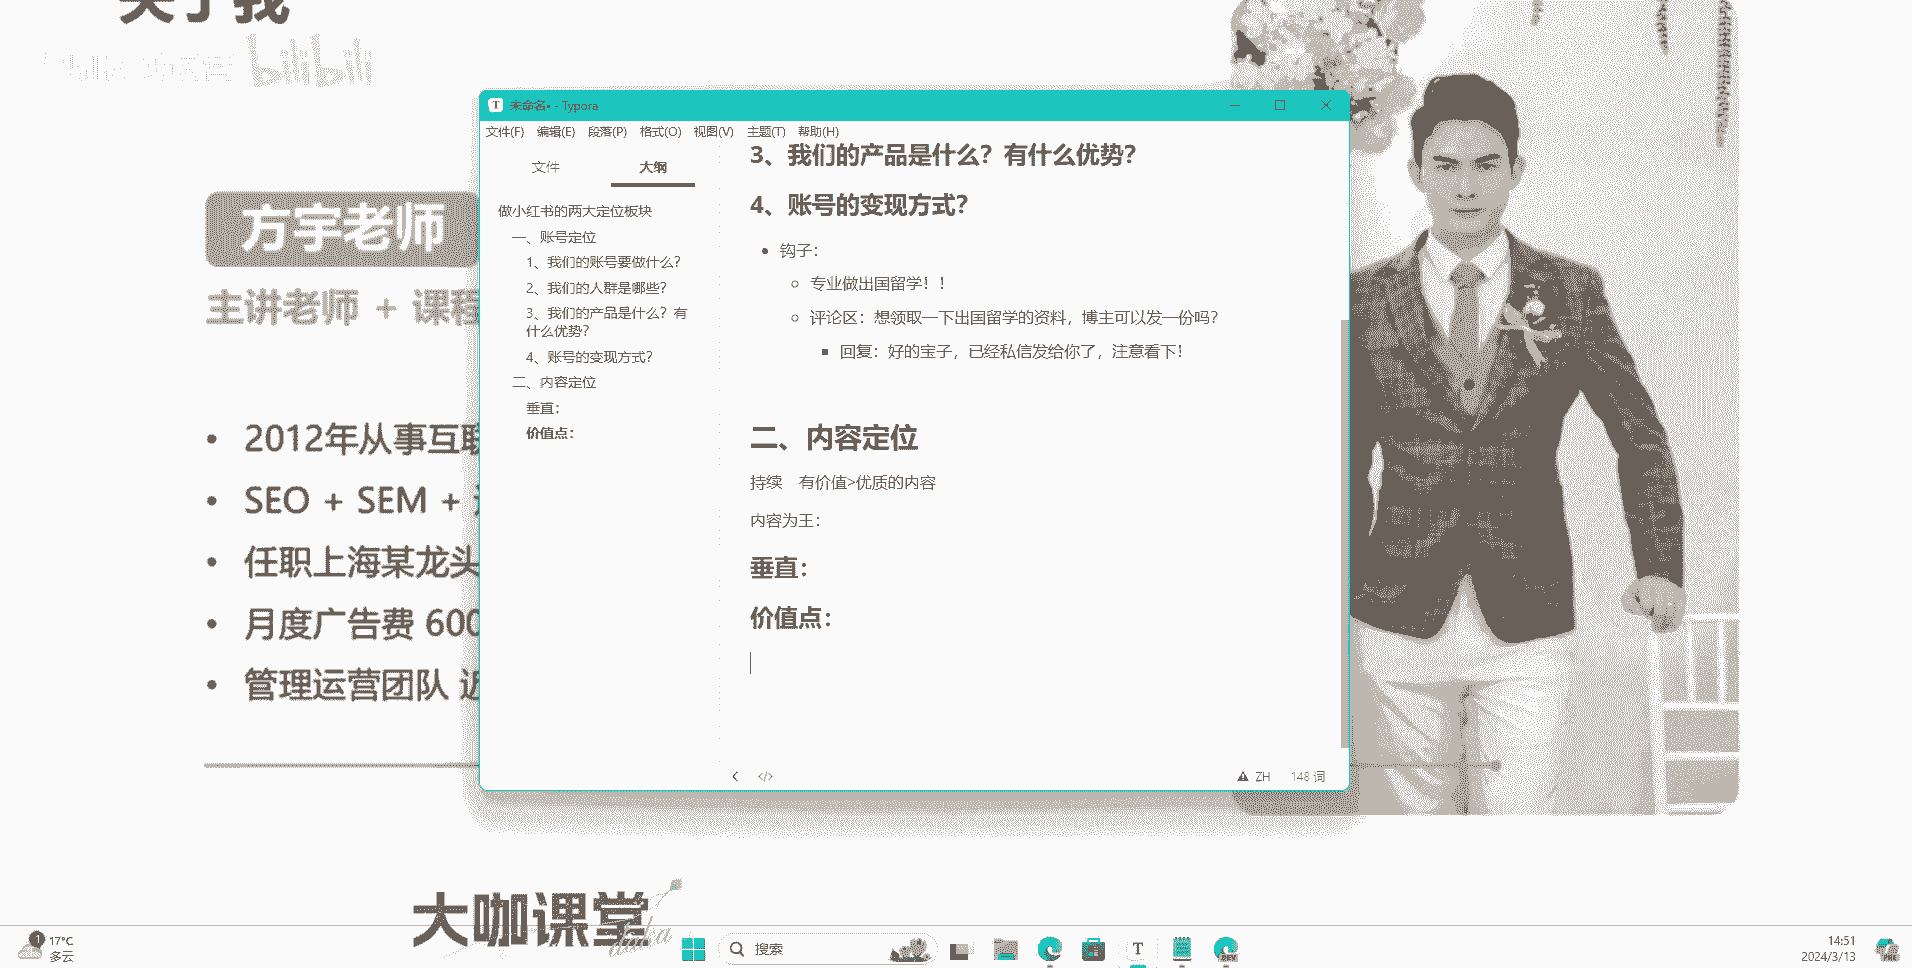 关于我
bilibili
方宇老师
主讲老师 + 课程
2012年从事互联
SEO + SEM +
任职上海某龙头
月度广告费 600
管理运营团队 近
大咖课堂
daka
未命名• - Typora
文件(F) 编辑(E) 段落(P) 格式(O) 视图(V) 主题(T) 帮助(H)
文件 大纲
做小红书的两大定位板块
一、账号定位
1、我们的账号要做什么?
2、我们的人群是哪些?
3、我们的产品是什么? 有
什么优势?
4、账号的变现方式?
二、内容定位
垂直:
价值点:
3、我们的产品是什么? 有什么优势?
4、账号的变现方式?
钩子:
专业做出国留学! !
评论区: 想领取一下出国留学的资料, 博主可以发一份吗?
回复: 好的宝子, 已经私信发给你了, 注意看下!
二、内容定位
持续 有价值>优质的内容
内容为王:
垂直:
价值点:
ZH 148 词
1
17°C
多云
搜索
T
DEV
14:51
2024/3/13
PRE